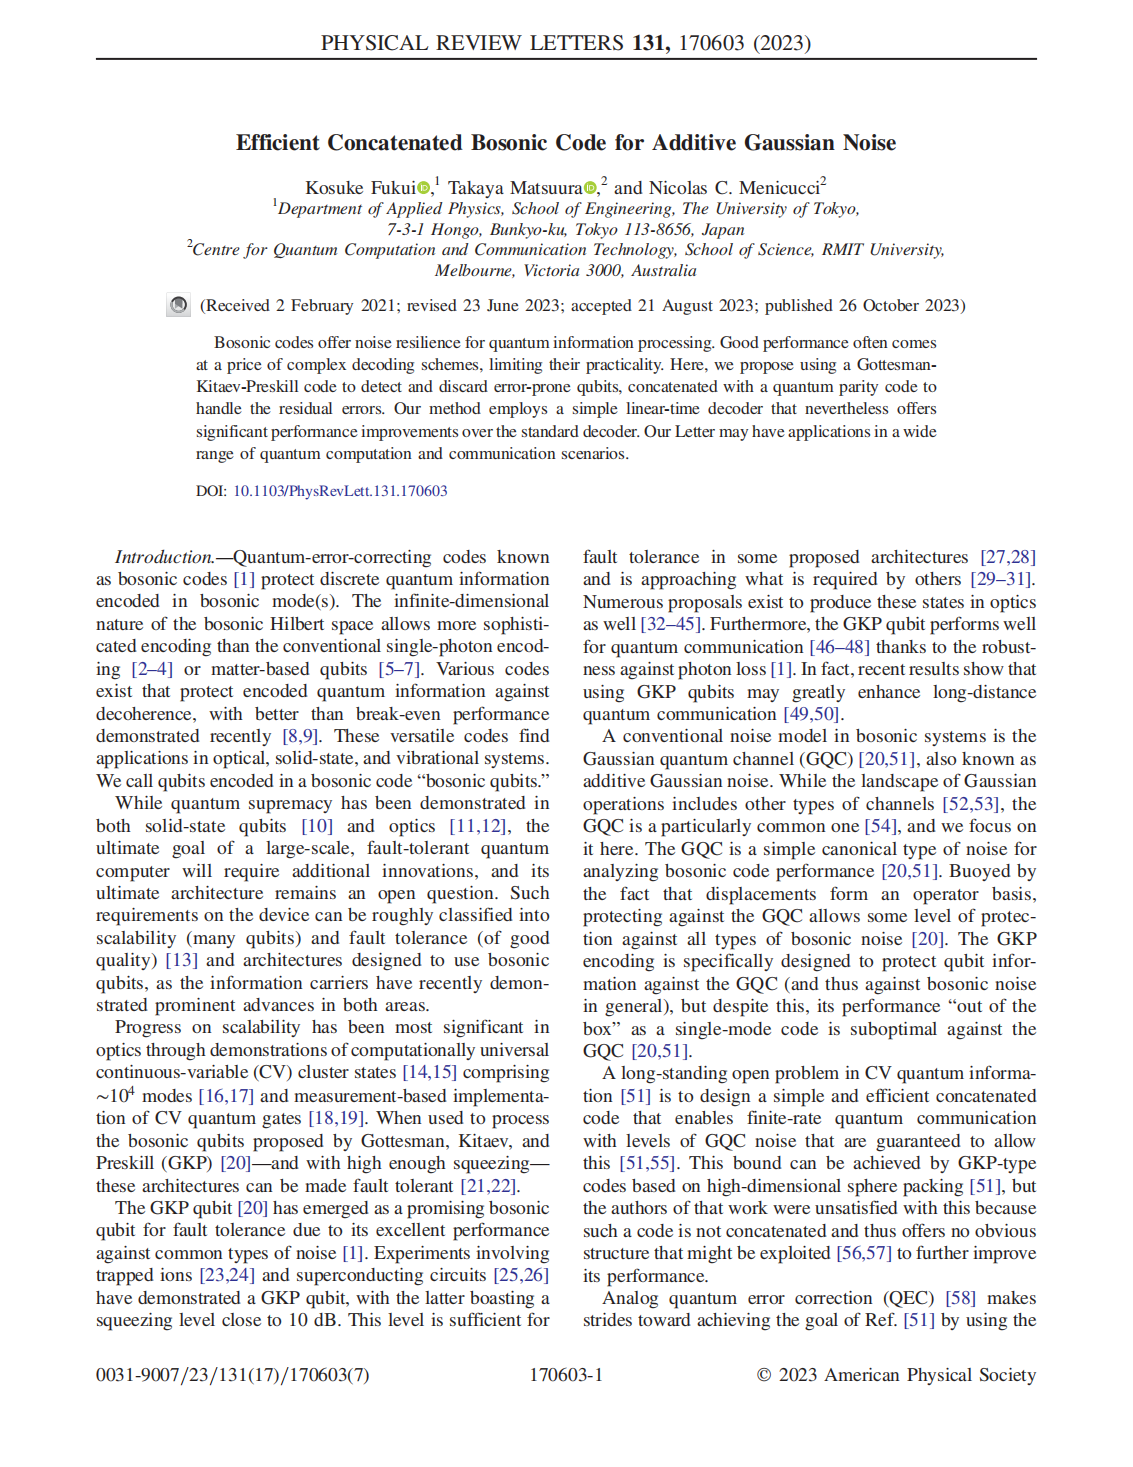 PHYSICAL REVIEW LETTERS 131, 170603 (2023)
Efficient Concatenated Bosonic Code for Additive Gaussian Noise
Kosuke Fukui,1 Takaya Matsuura,2 and Nicolas C. Menicucci2
1Department of Applied Physics, School of Engineering, The University of Tokyo,
7-3-1 Hongo, Bunkyo-ku, Tokyo 113-8656, Japan
2Centre for Quantum Computation and Communication Technology, School of Science, RMIT University,
Melbourne, Victoria 3000, Australia
(Received 2 February 2021; revised 23 June 2023; accepted 21 August 2023; published 26 October 2023)
Bosonic codes offer noise resilience for quantum information processing. Good performance often comes
at a price of complex decoding schemes, limiting their practicality. Here, we propose using a Gottesman-
Kitaev-Preskill code to detect and discard error-prone qubits, concatenated with a quantum parity code to
handle the residual errors. Our method employs a simple linear-time decoder that nevertheless offers
significant performance improvements over the standard decoder. Our Letter may have applications in a wide
range of quantum computation and communication scenarios.
DOI: 10.1103/PhysRevLett.131.170603
Introduction.—Quantum-error-correcting codes known
as bosonic codes [1] protect discrete quantum information
encoded in bosonic mode(s). The infinite-dimensional
nature of the bosonic Hilbert space allows more sophisti-
cated encoding than the conventional single-photon encod-
ing [2–4] or matter-based qubits [5–7]. Various codes
exist that protect encoded quantum information against
decoherence, with better than break-even performance
demonstrated recently [8,9]. These versatile codes find
applications in optical, solid-state, and vibrational systems.
We call qubits encoded in a bosonic code “bosonic qubits.”
While quantum supremacy has been demonstrated in
both solid-state qubits [10] and optics [11,12], the
ultimate goal of a large-scale, fault-tolerant quantum
computer will require additional innovations, and its
ultimate architecture remains an open question. Such
requirements on the device can be roughly classified into
scalability (many qubits) and fault tolerance (of good
quality) [13] and architectures designed to use bosonic
qubits, as the information carriers have recently demon-
strated prominent advances in both areas.
Progress on scalability has been most significant in
optics through demonstrations of computationally universal
continuous-variable (CV) cluster states [14,15] comprising
~10⁴ modes [16,17] and measurement-based implementa-
tion of CV quantum gates [18,19]. When used to process
the bosonic qubits proposed by Gottesman, Kitaev, and
Preskill (GKP) [20]—and with high enough squeezing—
these architectures can be made fault tolerant [21,22].
The GKP qubit [20] has emerged as a promising bosonic
qubit for fault tolerance due to its excellent performance
against common types of noise [1]. Experiments involving
trapped ions [23,24] and superconducting circuits [25,26]
have demonstrated a GKP qubit, with the latter boasting a
squeezing level close to 10 dB. This level is sufficient for
fault tolerance in some proposed architectures [27,28]
and is approaching what is required by others [29–31].
Numerous proposals exist to produce these states in optics
as well [32–45]. Furthermore, the GKP qubit performs well
for quantum communication [46–48] thanks to the robust-
ness against photon loss [1]. In fact, recent results show that
using GKP qubits may greatly enhance long-distance
quantum communication [49,50].
A conventional noise model in bosonic systems is the
Gaussian quantum channel (GQC) [20,51], also known as
additive Gaussian noise. While the landscape of Gaussian
operations includes other types of channels [52,53], the
GQC is a particularly common one [54], and we focus on
it here. The GQC is a simple canonical type of noise for
analyzing bosonic code performance [20,51]. Buoyed by
the fact that displacements form an operator basis,
protecting against the GQC allows some level of protec-
tion against all types of bosonic noise [20]. The GKP
encoding is specifically designed to protect qubit infor-
mation against the GQC (and thus against bosonic noise
in general), but despite this, its performance “out of the
box” as a single-mode code is suboptimal against the
GQC [20,51].
A long-standing open problem in CV quantum informa-
tion [51] is to design a simple and efficient concatenated
code that enables finite-rate quantum communication
with levels of GQC noise that are guaranteed to allow
this [51,55]. This bound can be achieved by GKP-type
codes based on high-dimensional sphere packing [51], but
the authors of that work were unsatisfied with this because
such a code is not concatenated and thus offers no obvious
structure that might be exploited [56,57] to further improve
its performance.
Analog quantum error correction (QEC) [58] makes
strides toward achieving the goal of Ref. [51] by using the
0031-9007/23/131(17)/170603(7)
170603-1
© 2023 American Physical Society